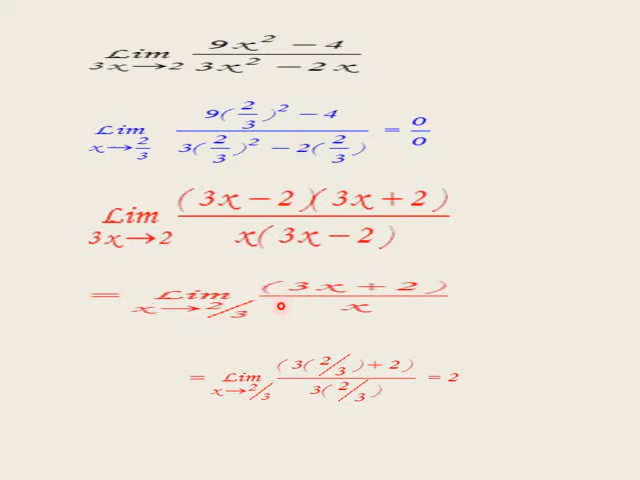 Lim 3x→2 (9x² − 4)/(3x² − 2x)
Lim x→2/3 (9(2/3)² − 4)/(3(2/3)² − 2(2/3)) = 0/0
Lim 3x→2 ((3x − 2)(3x + 2))/(x(3x − 2))
= Lim x→2/3 (3x + 2)/x
= Lim x→2/3 (3(2/3) + 2)/(3(2/3)) = 2